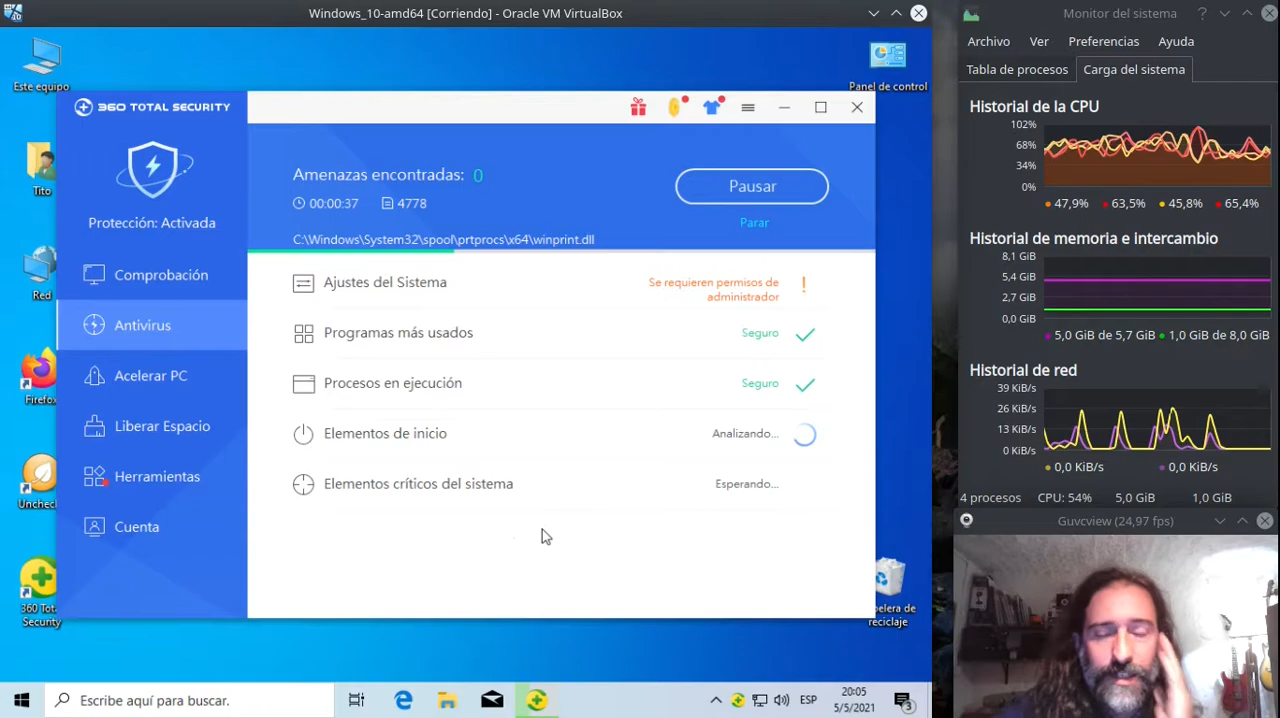 Windows_10-amd64 [Corriendo] - Oracle VM VirtualBox
Este equipo
Panel de control
Tito
Red
Firefox
Unchec
360 Tot
Security
pelera de
reciclaje
360 TOTAL SECURITY
Protección: Activada
Comprobación
Antivirus
Acelerar PC
Liberar Espacio
Herramientas
Cuenta
Amenazas encontradas: 0
00:00:37 4778
Pausar
Parar
C:\Windows\System32\spool\prtprocs\x64\winprint.dll
Ajustes del Sistema
Se requieren permisos de
administrador
Programas más usados
Seguro
Procesos en ejecución
Seguro
Elementos de inicio
Analizando...
Elementos críticos del sistema
Esperando...
Escribe aquí para buscar.
ESP
20:05
5/5/2021
3
Monitor del sistema
Archivo Ver Preferencias Ayuda
Tabla de procesos Carga del sistema
Historial de la CPU
102%
68%
34%
0%
47,9% 63,5% 45,8% 65,4%
Historial de memoria e intercambio
8,1 GiB
5,4 GiB
2,7 GiB
0,0 GiB
5,0 GiB de 5,7 GiB 1,0 GiB de 8,0 GiB
Historial de red
39 KiB/s
26 KiB/s
13 KiB/s
0 KiB/s
0,0 KiB/s 0,0 KiB/s
4 procesos CPU: 54% 5,0 GiB 1,0 GiB
Guvcview (24,97 fps)